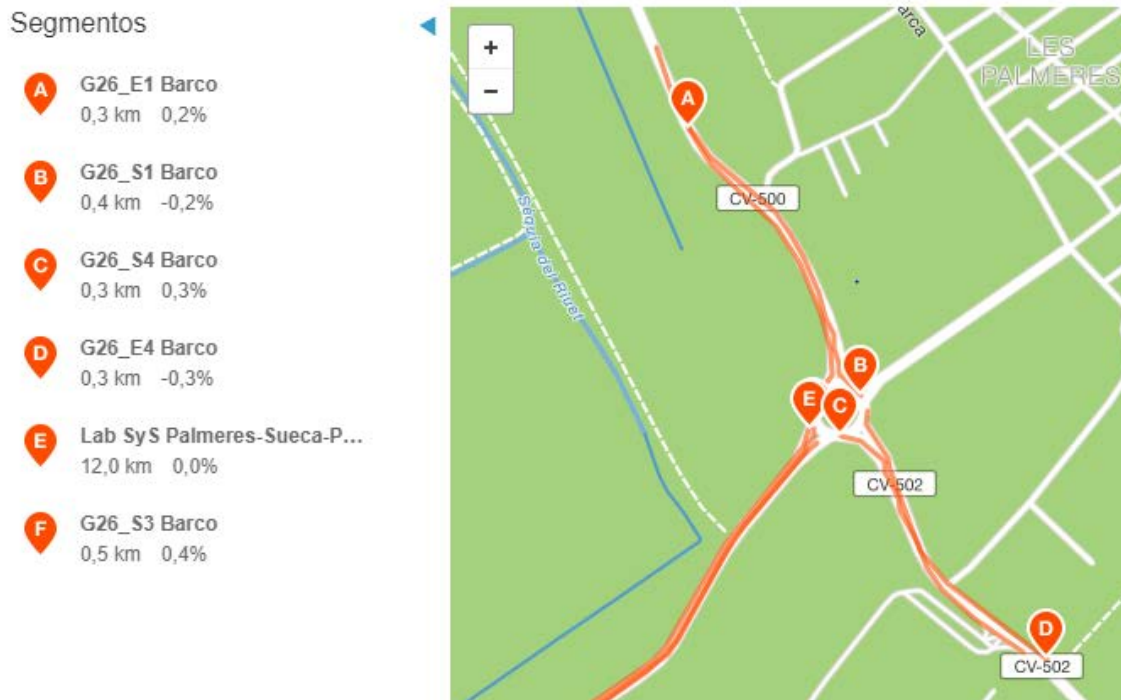 Segmentos
A
G26_E1 Barco
0,3 km 0,2%
B
G26_S1 Barco
0,4 km -0,2%
C
G26_S4 Barco
0,3 km 0,3%
D
G26_E4 Barco
0,3 km -0,3%
E
Lab SyS Palmeres-Sueca-P...
12,0 km 0,0%
F
G26_S3 Barco
0,5 km 0,4%
+
−
LES
PALMERES
A
CV-500
Séquia del Riuet
B
E
C
CV-502
D
CV-502